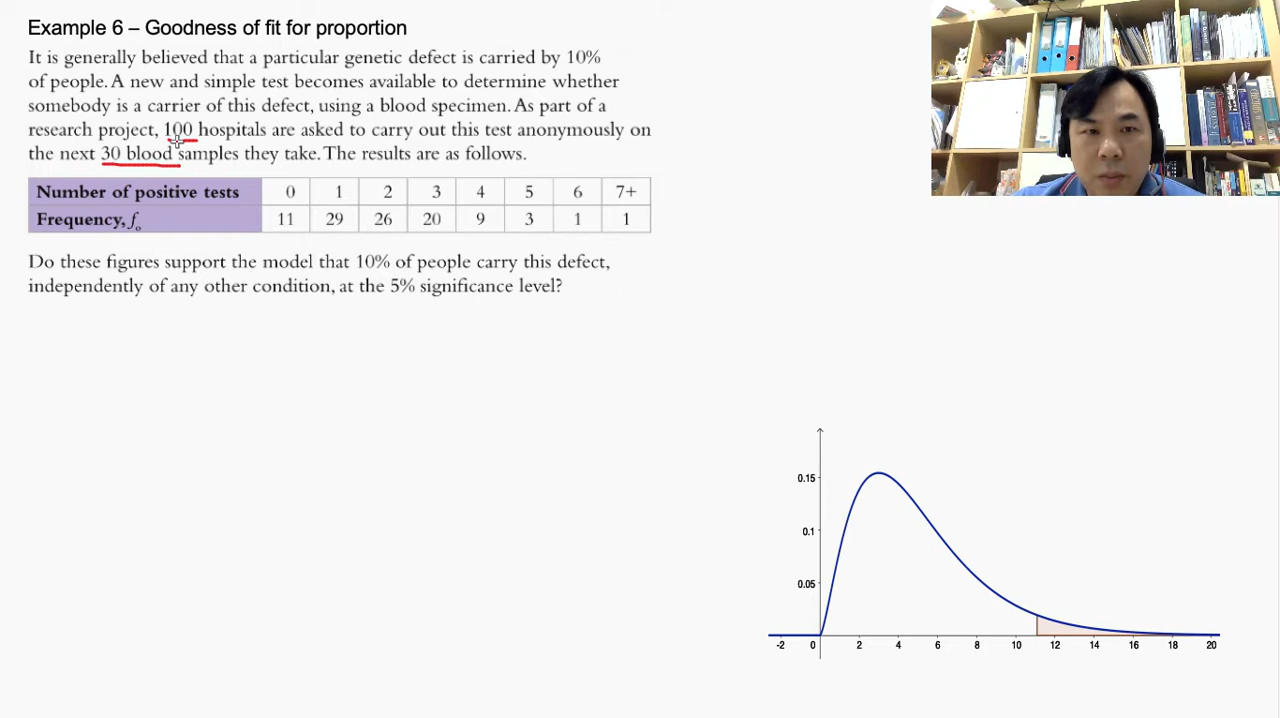 Example 6 – Goodness of fit for proportion
It is generally believed that a particular genetic defect is carried by 10%
of people. A new and simple test becomes available to determine whether
somebody is a carrier of this defect, using a blood specimen. As part of a
research project, 100 hospitals are asked to carry out this test anonymously on
the next 30 blood samples they take. The results are as follows.
Number of positive tests 0 1 2 3 4 5 6 7+
Frequency, fo 11 29 26 20 9 3 1 1
Do these figures support the model that 10% of people carry this defect,
independently of any other condition, at the 5% significance level?
0.15
0.1
0.05
-2 0 2 4 6 8 10 12 14 16 18 20